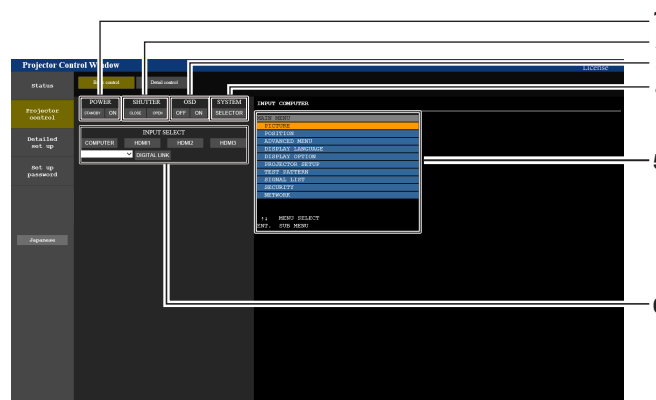 Projector Control Window
License
Status
Basic control
Detail control
POWER
SHUTTER
OSD
SYSTEM
STANDBY ON
CLOSE OPEN
OFF ON
SELECTOR
Projector control
Detailed set up
Set up password
Japanese
INPUT SELECT
COMPUTER HDMI1 HDMI2 HDMI3
DIGITAL LINK
INPUT COMPUTER
MAIN MENU
PICTURE
POSITION
ADVANCED MENU
DISPLAY LANGUAGE
DISPLAY OPTION
PROJECTOR SETUP
TEST PATTERN
SIGNAL LIST
SECURITY
NETWORK
↑↓ MENU SELECT
ENT. SUB MENU
5
6